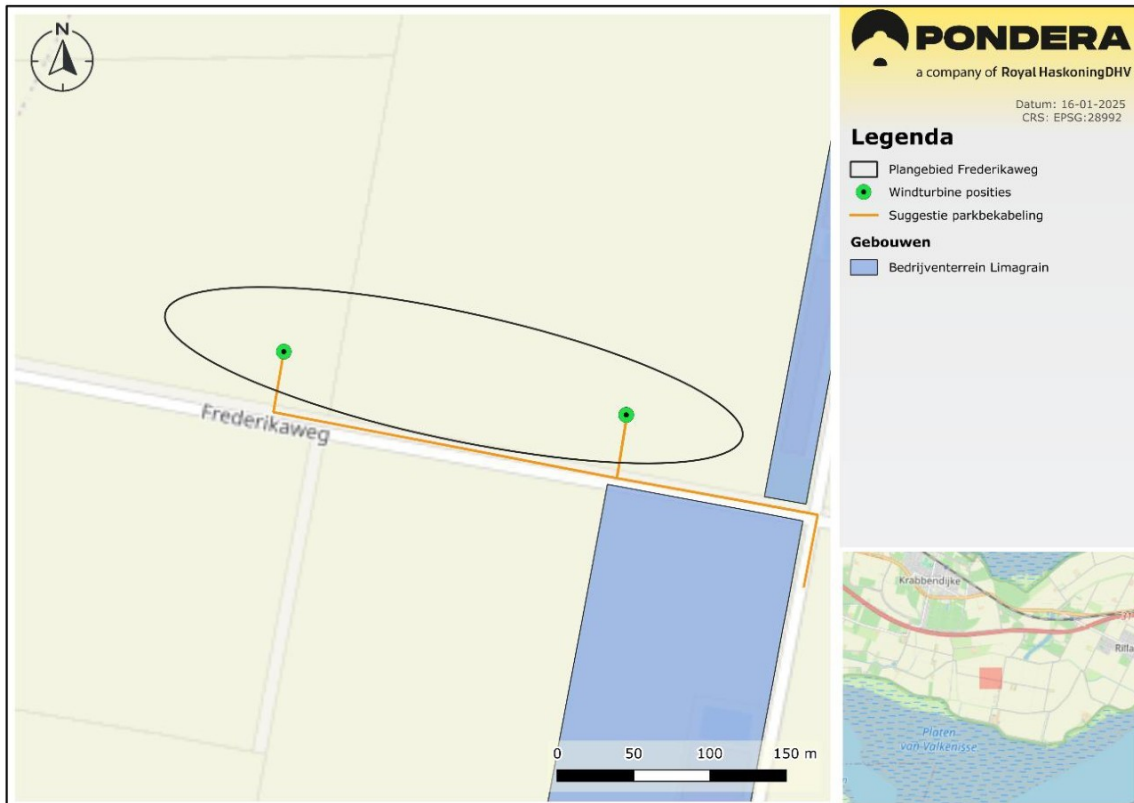 N
Frederikaweg
0 50 100 150 m
PONDERA
a company of Royal HaskoningDHV
Datum: 16-01-2025
CRS: EPSG:28992
Legenda
Plangebied Frederikaweg
Windturbine posities
Suggestie parkbekabeling
Gebouwen
Bedrijventerrein Limagrain
Krabbendijke
Rilla
Platen
van Valkenisse